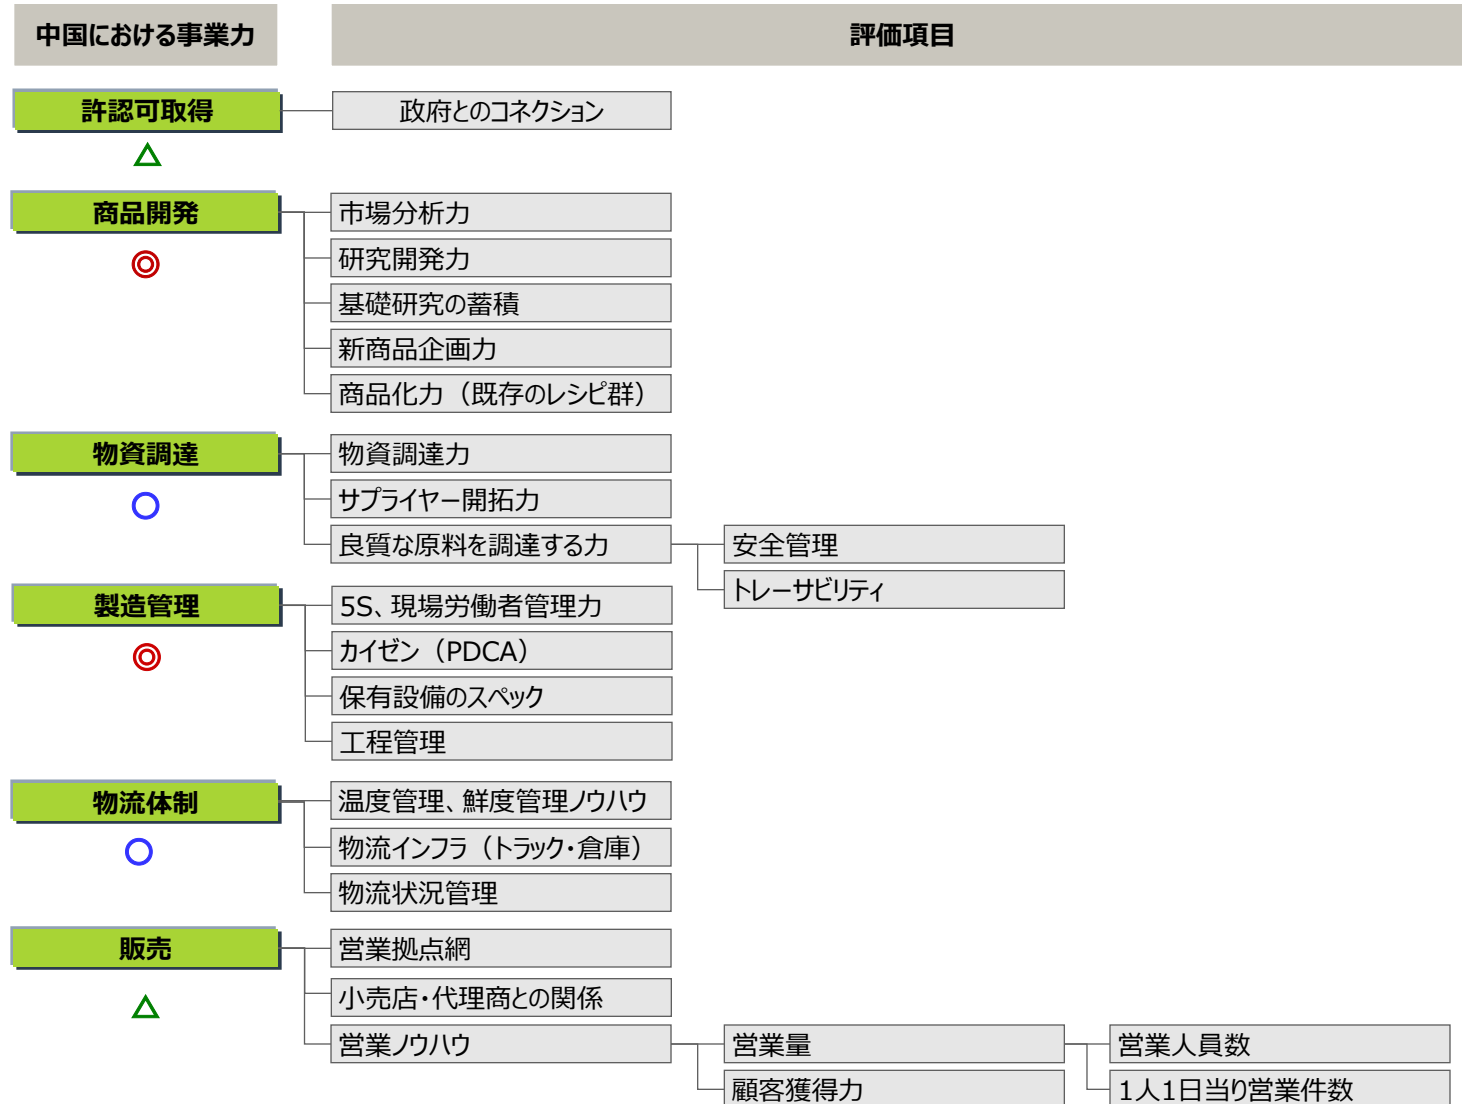 中国における事業力
評価項目
許認可取得
政府とのコネクション
△
商品開発
市場分析力
◎
研究開発力
基礎研究の蓄積
新商品企画力
商品化力（既存のレシピ群）
物資調達
物資調達力
○
サプライヤー開拓力
良質な原料を調達する力
安全管理
トレーサビリティ
製造管理
5S、現場労働者管理力
◎
カイゼン（PDCA）
保有設備のスペック
工程管理
物流体制
温度管理、鮮度管理ノウハウ
○
物流インフラ（トラック・倉庫）
物流状況管理
販売
営業拠点網
△
小売店・代理商との関係
営業ノウハウ
営業量
営業人員数
顧客獲得力
1人1日当り営業件数